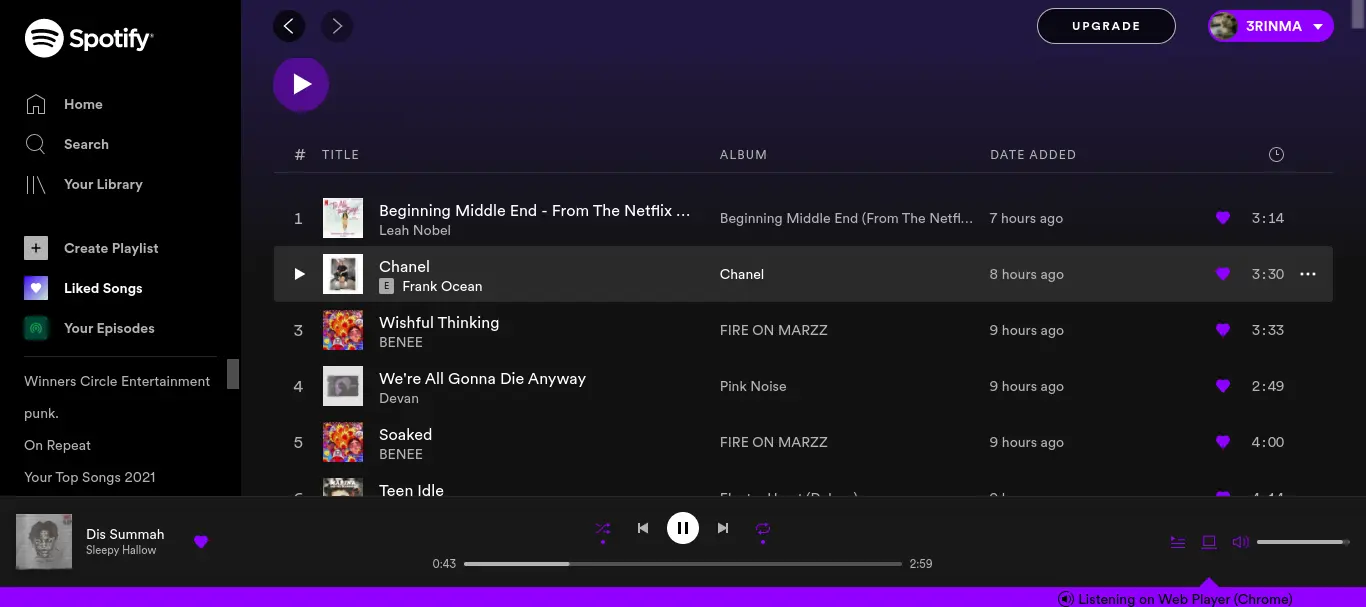 Spotify
UPGRADE
3RINMA
Home
Search
Your Library
Create Playlist
Liked Songs
Your Episodes
Winners Circle Entertainment
punk.
On Repeat
Your Top Songs 2021
# TITLE ALBUM DATE ADDED
1 Beginning Middle End - From The Netflix ... Beginning Middle End (From The Netfl... 7 hours ago 3:14
Leah Nobel
Chanel Chanel 8 hours ago 3:30
E Frank Ocean
3 Wishful Thinking FIRE ON MARZZ 9 hours ago 3:33
BENEE
4 We're All Gonna Die Anyway Pink Noise 9 hours ago 2:49
Devan
5 Soaked FIRE ON MARZZ 9 hours ago 4:00
BENEE
Teen Idle
Dis Summah
Sleepy Hallow
0:43 2:59
Listening on Web Player (Chrome)